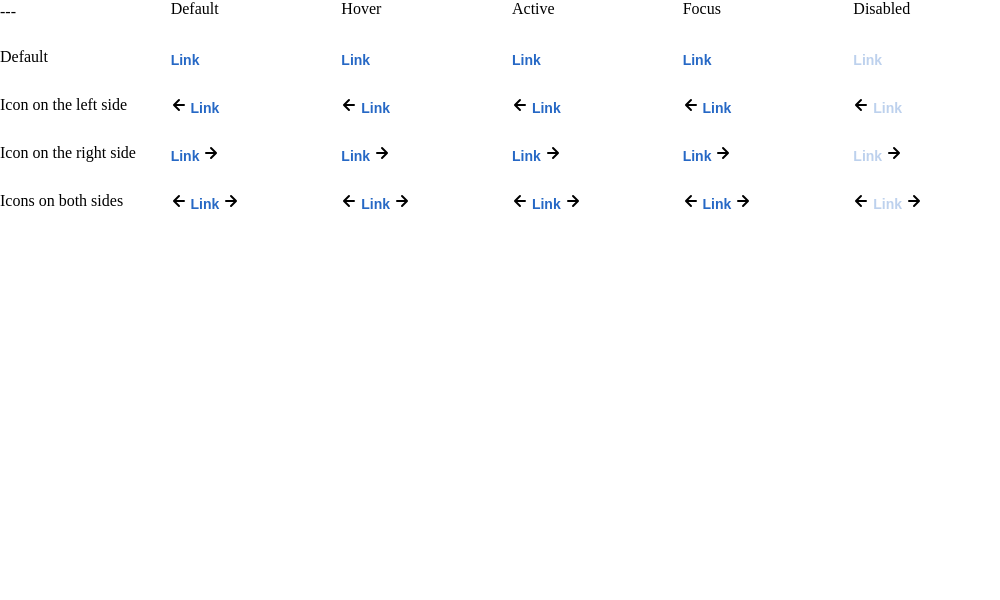 --- Default Hover Active Focus Disabled
Default Link Link Link Link Link
Icon on the left side Link Link Link Link Link
Icon on the right side Link Link Link Link Link
Icons on both sides Link Link Link Link Link